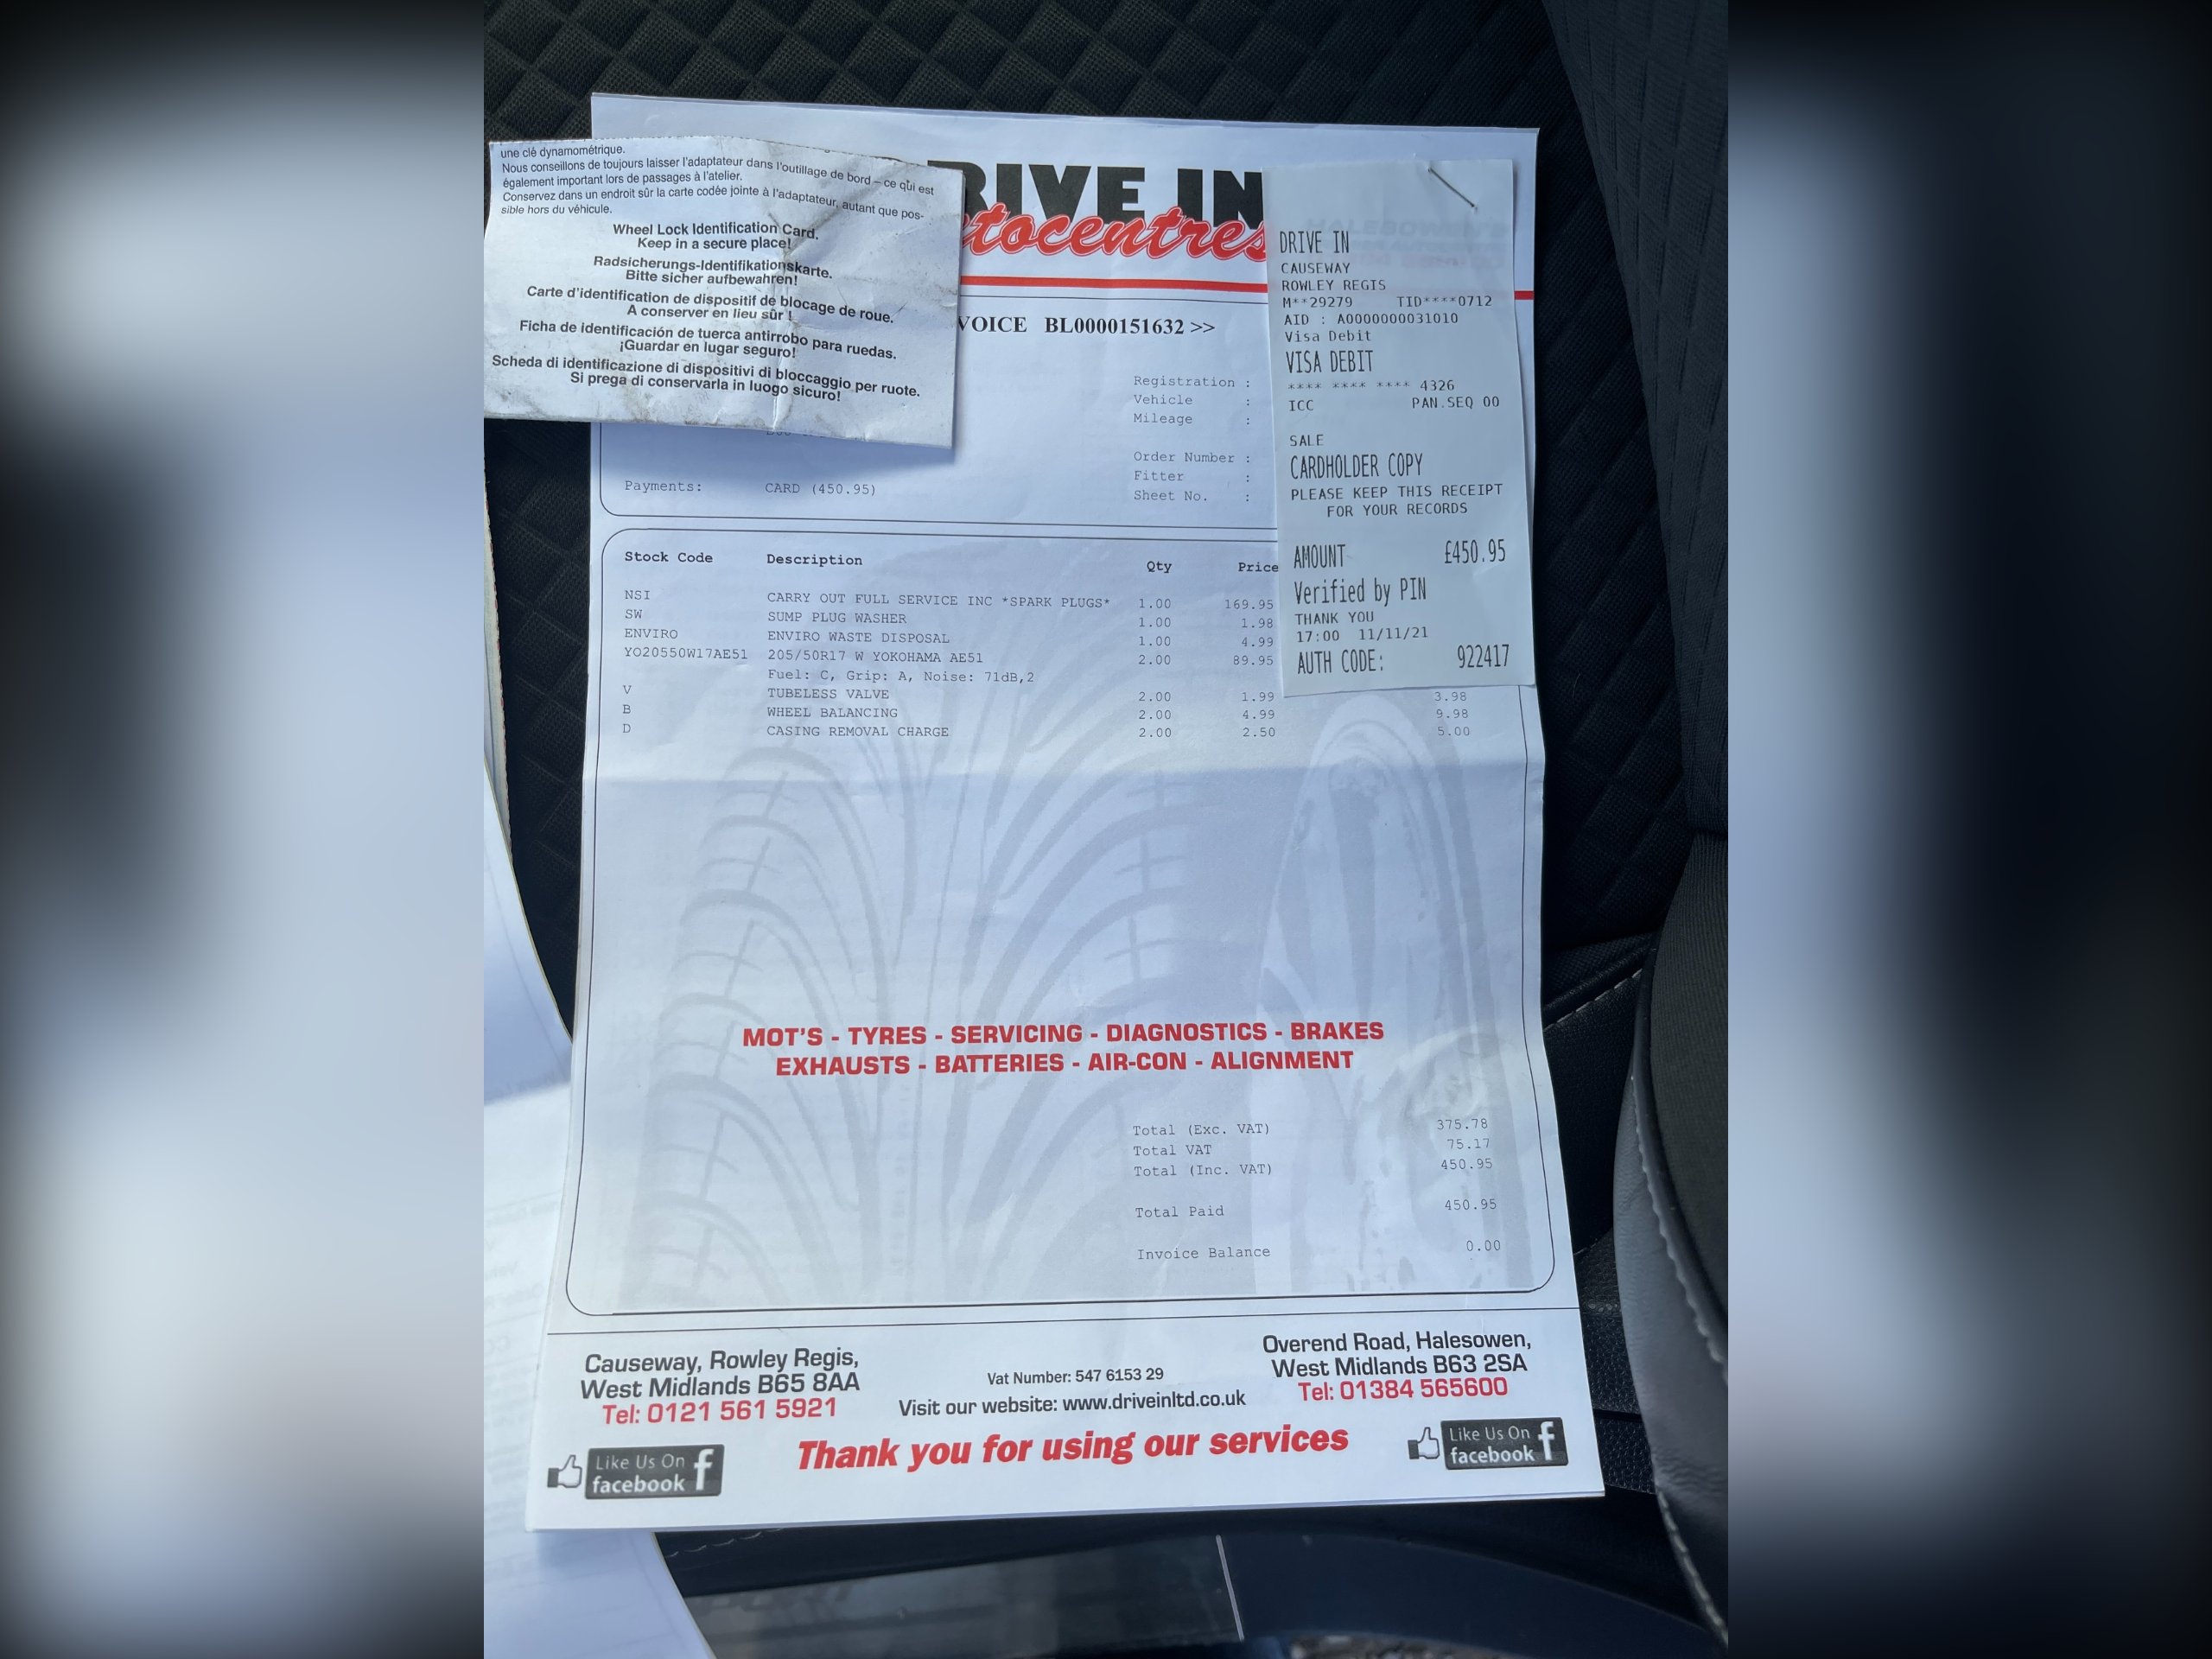 une clé dynamométrique.
Nous conseillons de toujours laisser l'adaptateur dans l'outillage de bord – ce qui est
également important lors de passages à l'atelier.
Conservez dans un endroit sûr la carte codée jointe à l'adaptateur, autant que pos-
sible hors du véhicule.
Wheel Lock Identification Card.
Keep in a secure place!
Radsicherungs-Identifikationskarte.
Bitte sicher aufbewahren!
Carte d'identification de dispositif de blocage de roue.
A conserver en lieu sûr !
Ficha de identificación de tuerca antirrobo para ruedas.
¡Guardar en lugar seguro!
Scheda di identificazione di dispositivi di bloccaggio per ruote.
Si prega di conservarla in luogo sicuro!
RIVE IN
tocentres
VOICE BL0000151632 >>
Registration :
Vehicle :
Mileage :
Order Number :
Fitter :
Sheet No. :
Payments: CARD (450.95)
DRIVE IN
CAUSEWAY
ROWLEY REGIS
M**29279 TID****0712
AID : A0000000031010
Visa Debit
VISA DEBIT
**** **** **** 4326
ICC PAN.SEQ 00
SALE
CARDHOLDER COPY
PLEASE KEEP THIS RECEIPT
FOR YOUR RECORDS
AMOUNT £450.95
Verified by PIN
THANK YOU
17:00 11/11/21
AUTH CODE: 922417
Stock Code Description Qty Price
NSI CARRY OUT FULL SERVICE INC *SPARK PLUGS* 1.00 169.95
SW SUMP PLUG WASHER 1.00 1.98
ENVIRO ENVIRO WASTE DISPOSAL 1.00 4.99
YO20550W17AE51 205/50R17 W YOKOHAMA AE51 2.00 89.95
Fuel: C, Grip: A, Noise: 71dB,2
V TUBELESS VALVE 2.00 1.99 3.98
B WHEEL BALANCING 2.00 4.99 9.98
D CASING REMOVAL CHARGE 2.00 2.50 5.00
MOT'S - TYRES - SERVICING - DIAGNOSTICS - BRAKES
EXHAUSTS - BATTERIES - AIR-CON - ALIGNMENT
Total (Exc. VAT) 375.78
Total VAT 75.17
Total (Inc. VAT) 450.95
Total Paid 450.95
Invoice Balance 0.00
Causeway, Rowley Regis,
West Midlands B65 8AA
Tel: 0121 561 5921
Vat Number: 547 6153 29
Visit our website: www.driveinltd.co.uk
Overend Road, Halesowen,
West Midlands B63 2SA
Tel: 01384 565600
Thank you for using our services
Like Us On
facebook
Like Us On
facebook